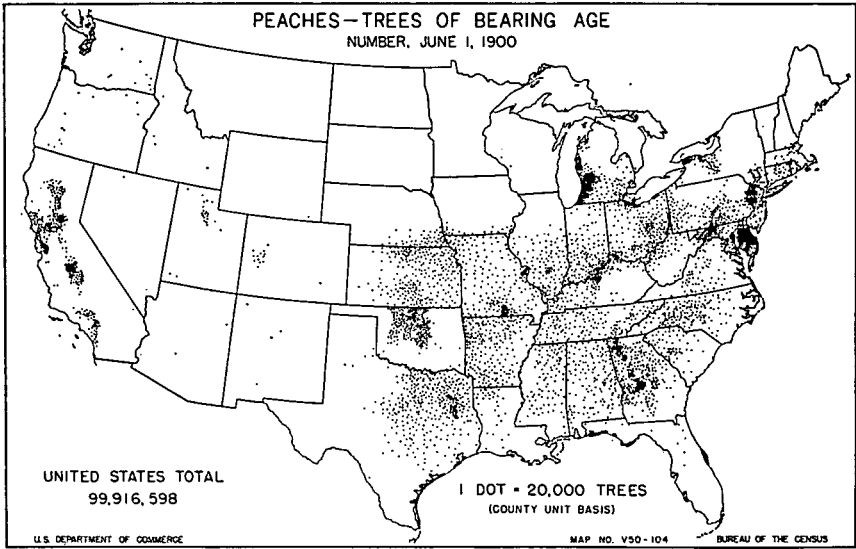 PEACHES—TREES OF BEARING AGE
NUMBER, JUNE 1, 1900
UNITED STATES TOTAL
99,916,598
1 DOT = 20,000 TREES
(COUNTY UNIT BASIS)
U.S. DEPARTMENT OF COMMERCE
MAP NO. V50-104
BUREAU OF THE CENSUS